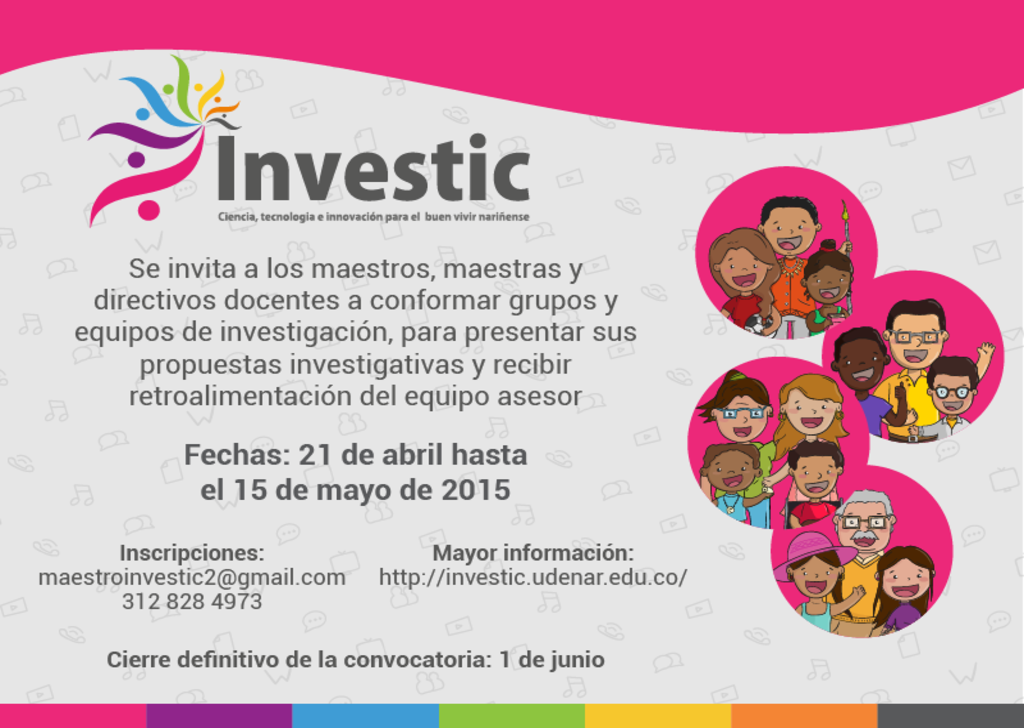 Investic
Ciencia, tecnología e innovación para el buen vivir nariñense
Se invita a los maestros, maestras y
directivos docentes a conformar grupos y
equipos de investigación, para presentar sus
propuestas investigativas y recibir
retroalimentación del equipo asesor
Fechas: 21 de abril hasta
el 15 de mayo de 2015
Inscripciones:
maestroinvestic2@gmail.com
312 828 4973
Mayor información:
http://investic.udenar.edu.co/
Cierre definitivo de la convocatoria: 1 de junio